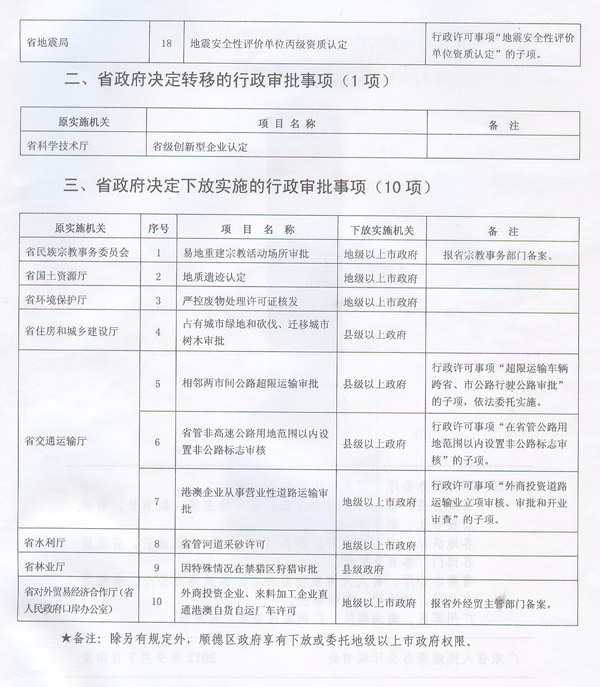 省地震局 18 地震安全性评价单位丙级资质认定 行政许可事项“地震安全性评价
单位资质认定”的子项。
二、省政府决定转移的行政审批事项（1项）
原实施机关 项目名称 备注
省科学技术厅 省级创新型企业认定
三、省政府决定下放实施的行政审批事项（10项）
原实施机关 序号 项目名称 下放实施机关 备注
省民族宗教事务委员会 1 易地重建宗教活动场所审批 地级以上市政府 报省宗教事务部门备案。
省国土资源厅 2 地质遗迹认定 地级以上市政府
省环境保护厅 3 严控废物处理许可证核发 地级以上市政府
省住房和城乡建设厅 4 占有城市绿地和砍伐、迁移城市
树木审批 县级以上政府
省交通运输厅
5 相邻两市间公路超限运输审批 县级以上政府 行政许可事项“超限运输车辆
跨省、市公路行驶公路审批”
的子项，依法委托实施。
6 省管非高速公路用地范围以内设
置非公路标志审核 县级以上政府 行政许可事项“在省管公路用
地范围以内设置非公路标志审
核”的子项。
7 港澳企业从事营业性道路运输审
批 地级以上市政府 行政许可事项“外商投资道路
运输业立项审核、审批和开业
审查”的子项。
省水利厅 8 省管河道采砂许可 地级以上市政府
省林业厅 9 因特殊情况在禁猎区狩猎审批 县级政府
省对外贸易经济合作厅（省
人民政府口岸办公室） 10 外商投资企业、来料加工企业直
通港澳自货自运厂车许可 地级以上市政府 报省外经贸主管部门备案。
★备注：除另有规定外，顺德区政府享有下放或委托地级以上市政府权限。